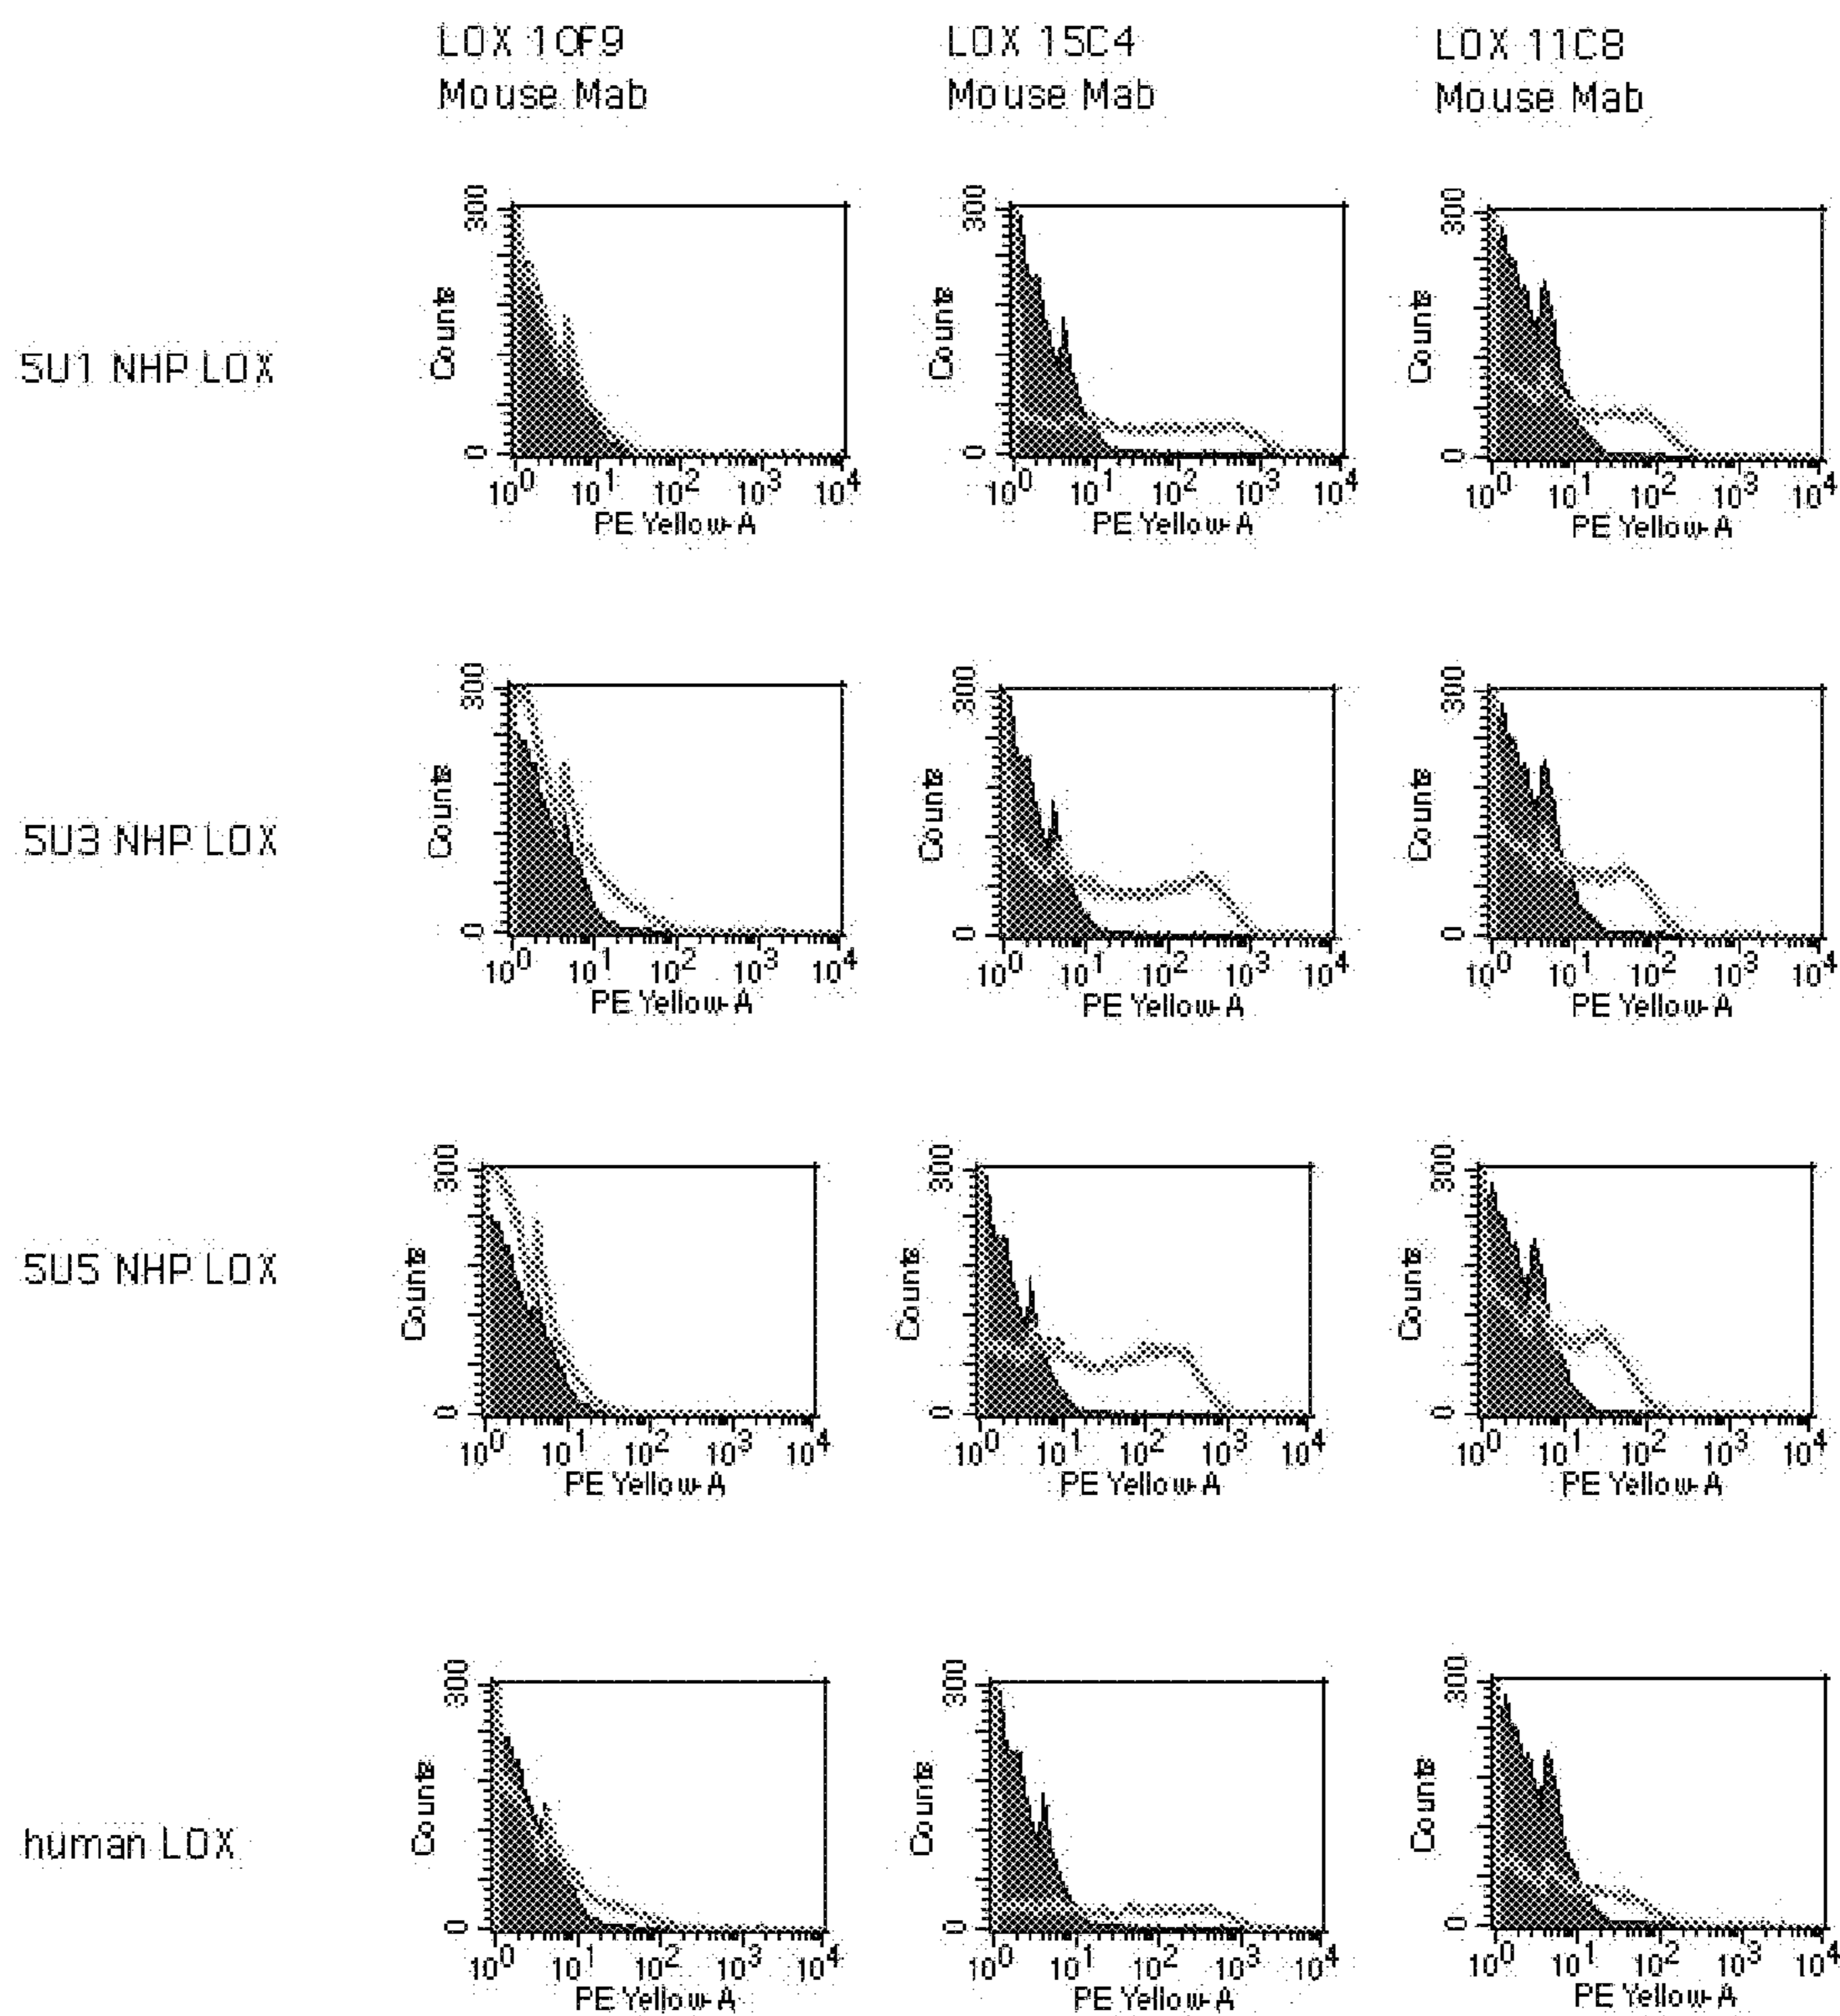 LOX 10F9
Mouse Mab
LOX 15C4
Mouse Mab
LOX 11C8
Mouse Mab
5U1 NHP LOX
300
Counts
0
10^0 10^1 10^2 10^3 10^4
PE Yellow-A
300
Counts
0
10^0 10^1 10^2 10^3 10^4
PE Yellow-A
300
Counts
0
10^0 10^1 10^2 10^3 10^4
PE Yellow-A
5U3 NHP LOX
300
Counts
0
10^0 10^1 10^2 10^3 10^4
PE Yellow-A
300
Counts
0
10^0 10^1 10^2 10^3 10^4
PE Yellow-A
300
Counts
0
10^0 10^1 10^2 10^3 10^4
PE Yellow-A
5U5 NHP LOX
300
Counts
0
10^0 10^1 10^2 10^3 10^4
PE Yellow-A
300
Counts
0
10^0 10^1 10^2 10^3 10^4
PE Yellow-A
300
Counts
0
10^0 10^1 10^2 10^3 10^4
PE Yellow-A
human LOX
300
Counts
0
10^0 10^1 10^2 10^3 10^4
PE Yellow-A
300
Counts
0
10^0 10^1 10^2 10^3 10^4
PE Yellow-A
300
Counts
0
10^0 10^1 10^2 10^3 10^4
PE Yellow-A